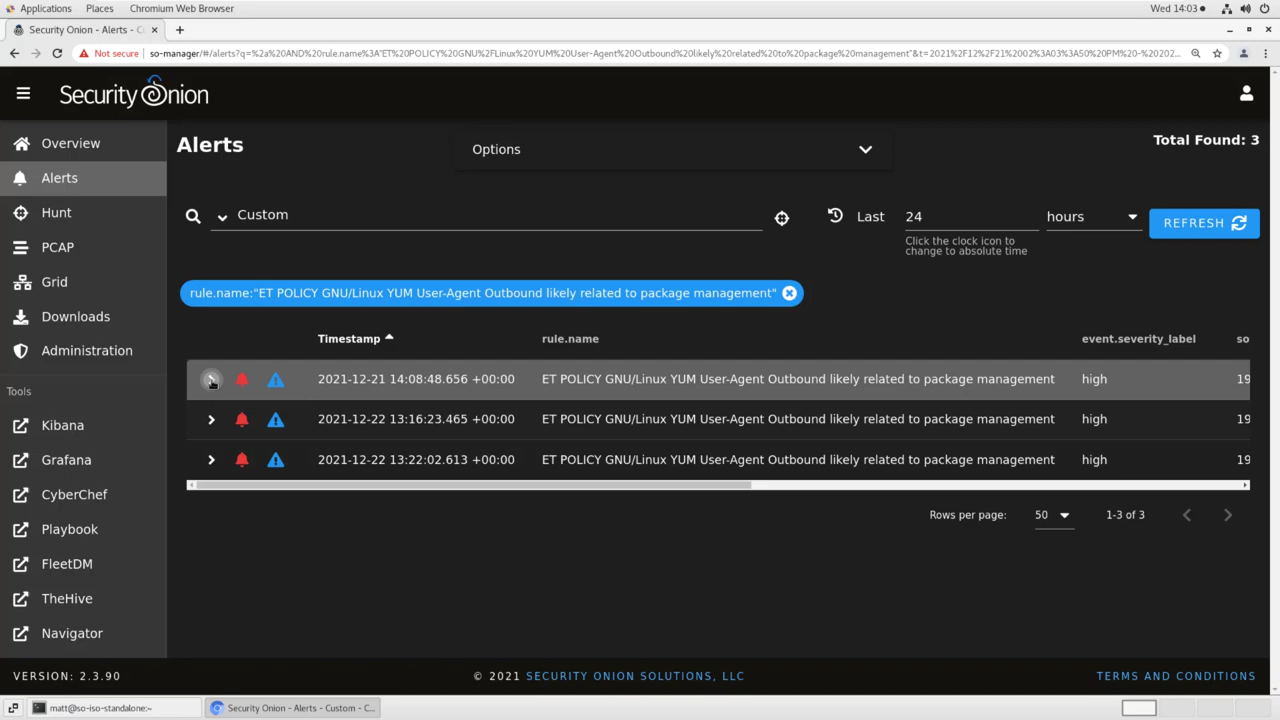 Applications Places Chromium Web Browser Wed 14:03
Security Onion - Alerts - Cu
Not secure so-manager/#/alerts?q=%2a%20AND%20rule.name%3A"ET%20POLICY%20GNU%2FLinux%20YUM%20User-Agent%20Outbound%20likely%20related%20to%20package%20management"&t=2021%2F12%2F21%2002%3A03%3A50%20PM%20-%20202...
Security Onion
Overview
Alerts
Hunt
PCAP
Grid
Downloads
Administration
Tools
Kibana
Grafana
CyberChef
Playbook
FleetDM
TheHive
Navigator
Alerts
Options
Total Found: 3
Custom
Last 24 hours
REFRESH
Click the clock icon to
change to absolute time
rule.name:"ET POLICY GNU/Linux YUM User-Agent Outbound likely related to package management"
Timestamp rule.name event.severity_label so
2021-12-21 14:08:48.656 +00:00 ET POLICY GNU/Linux YUM User-Agent Outbound likely related to package management high 19
2021-12-22 13:16:23.465 +00:00 ET POLICY GNU/Linux YUM User-Agent Outbound likely related to package management high 19
2021-12-22 13:22:02.613 +00:00 ET POLICY GNU/Linux YUM User-Agent Outbound likely related to package management high 19
Rows per page: 50 1-3 of 3
VERSION: 2.3.90 © 2021 SECURITY ONION SOLUTIONS, LLC TERMS AND CONDITIONS
matt@so-iso-standalone:~ Security Onion - Alerts - Custom - C...